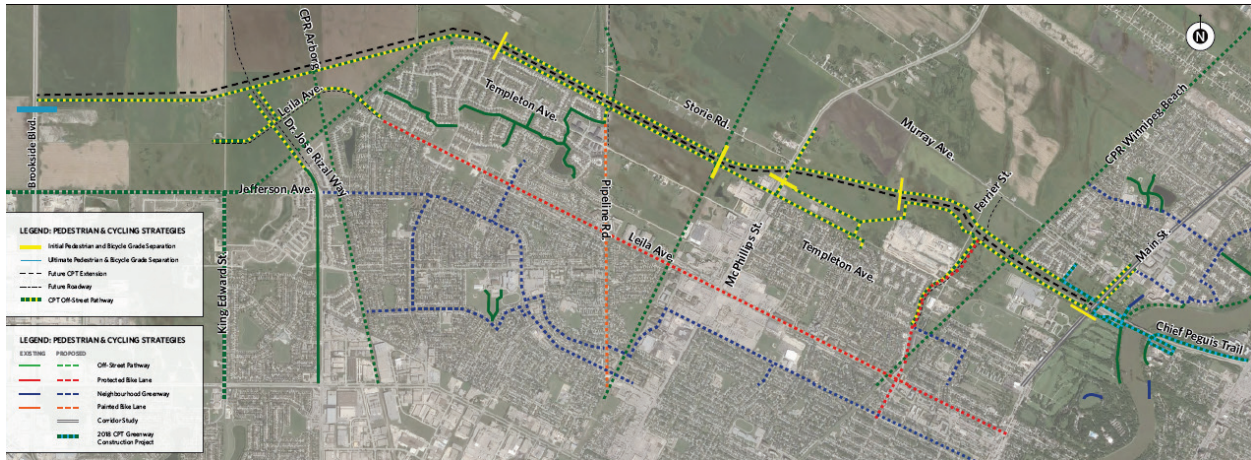 N
CPR Arborg
CPR Winnipeg Beach
Templeton Ave.
Leila Ave.
Storie Rd.
Murray Ave.
Dr. Jose Rizal Way
Brookside Blvd.
Jefferson Ave.
Pipeline Rd.
Ferrier St.
Leila Ave.
McPhillips St.
Templeton Ave.
Main St.
King Edward St.
Chief Peguis Trail
LEGEND: PEDESTRIAN & CYCLING STRATEGIES
Initial Pedestrian and Bicycle Grade Separation
Ultimate Pedestrian & Bicycle Grade Separation
Future CPT Extension
Future Roadway
CPT Off-Street Pathway
LEGEND: PEDESTRIAN & CYCLING STRATEGIES
EXISTING PROPOSED
Off-Street Pathway
Protected Bike Lane
Neighbourhood Greenway
Painted Bike Lane
Corridor Study
2018 CPT Greenway
Construction Project